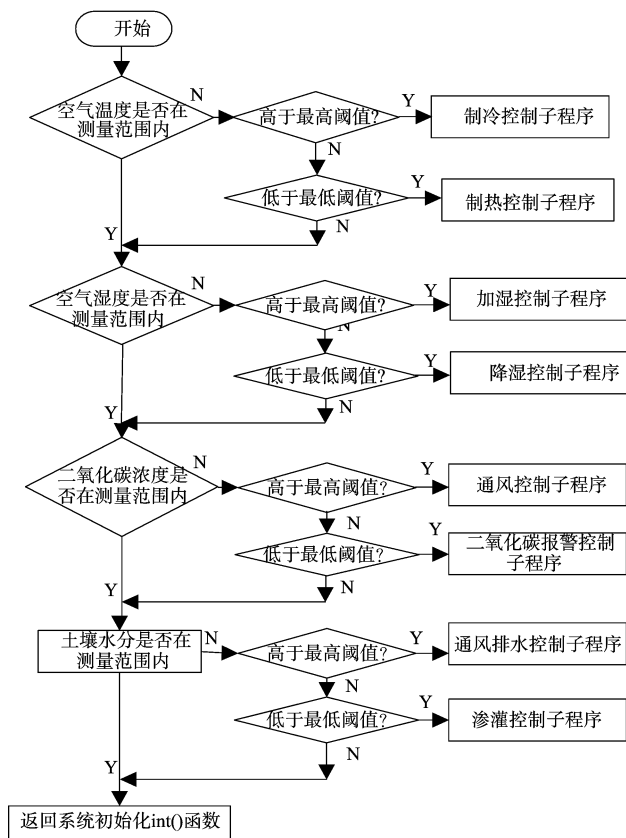 开始
空气温度是否在
测量范围内
N
高于最高阈值?
Y
制冷控制子程序
N
低于最低阈值?
Y
制热控制子程序
N
Y
空气湿度是否在
测量范围内
N
高于最高阈值?
Y
加湿控制子程序
N
低于最低阈值?
Y
降湿控制子程序
N
Y
二氧化碳浓度是
否在测量范围内
N
高于最高阈值?
Y
通风控制子程序
N
低于最低阈值?
Y
二氧化碳报警控制
子程序
N
Y
土壤水分是否在
测量范围内
N
高于最高阈值?
Y
通风排水控制子程序
N
低于最低阈值?
Y
渗灌控制子程序
N
Y
返回系统初始化int()函数